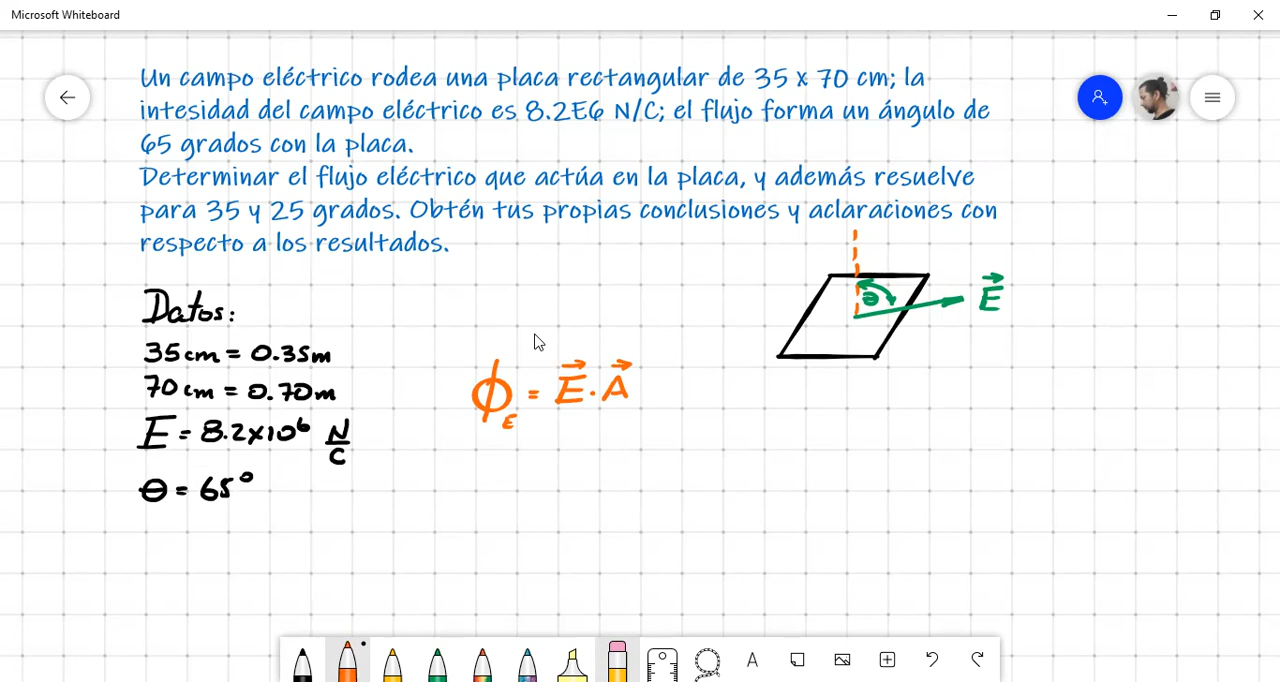 Microsoft Whiteboard
Un campo eléctrico rodea una placa rectangular de 35 x 70 cm; la
intesidad del campo eléctrico es 8.2E6 N/C; el flujo forma un ángulo de
65 grados con la placa.
Determinar el flujo eléctrico que actúa en la placa, y además resuelve
para 35 y 25 grados. Obtén tus propias conclusiones y aclaraciones con
respecto a los resultados.
Datos:
35cm = 0.35m
70cm = 0.70m
E = 8.2x10⁶ N/C
θ = 65°
ϕ_E = E⃗ · A⃗
θ
E⃗
A